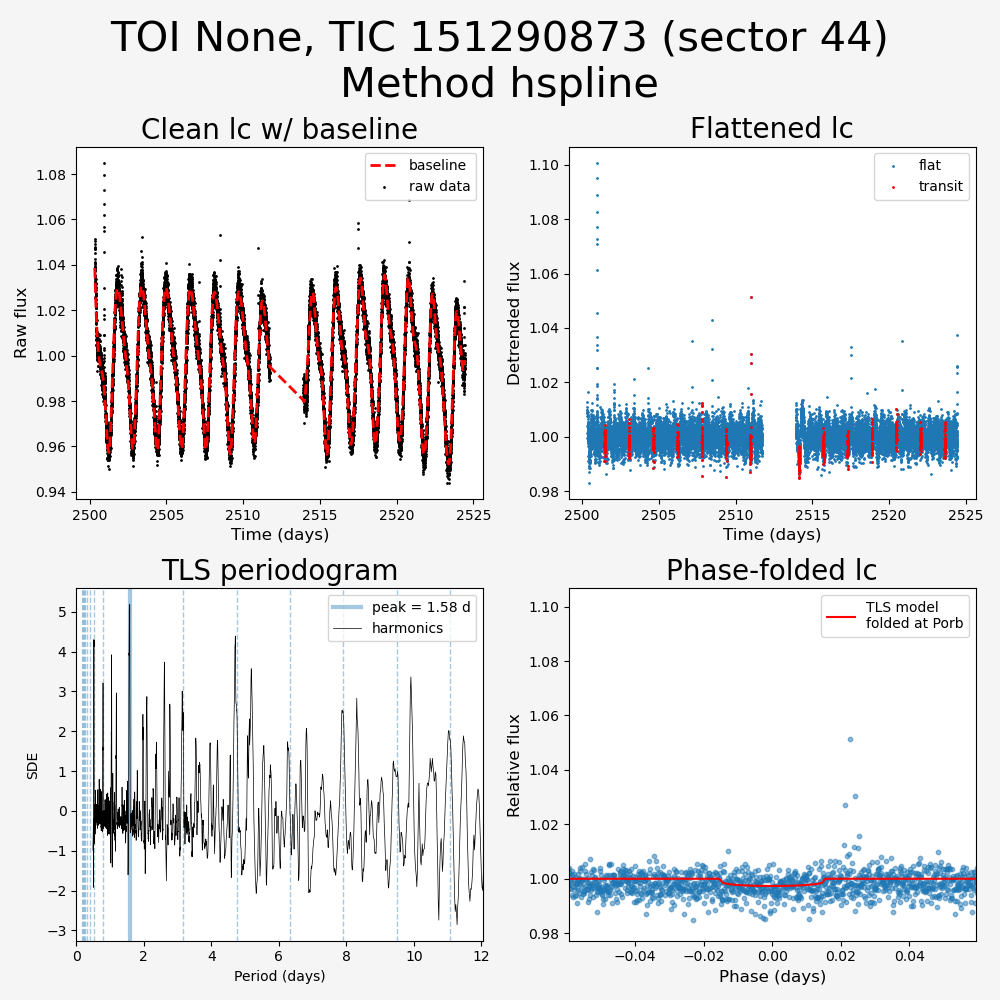 TOI None, TIC 151290873 (sector 44)
Method hspline
Clean lc w/ baseline
Raw flux
1.08
1.06
1.04
1.02
1.00
0.98
0.96
0.94
baseline
raw data
2500
2505
2510
2515
2520
2525
Time (days)
Flattened lc
Detrended flux
1.10
1.08
1.06
1.04
1.02
1.00
0.98
flat
transit
2500
2505
2510
2515
2520
2525
Time (days)
TLS periodogram
SDE
5
4
3
2
1
0
−1
−2
−3
peak = 1.58 d
harmonics
0
2
4
6
8
10
12
Period (days)
Phase-folded lc
Relative flux
1.10
1.08
1.06
1.04
1.02
1.00
0.98
TLS model
folded at Porb
−0.04
−0.02
0.00
0.02
0.04
Phase (days)